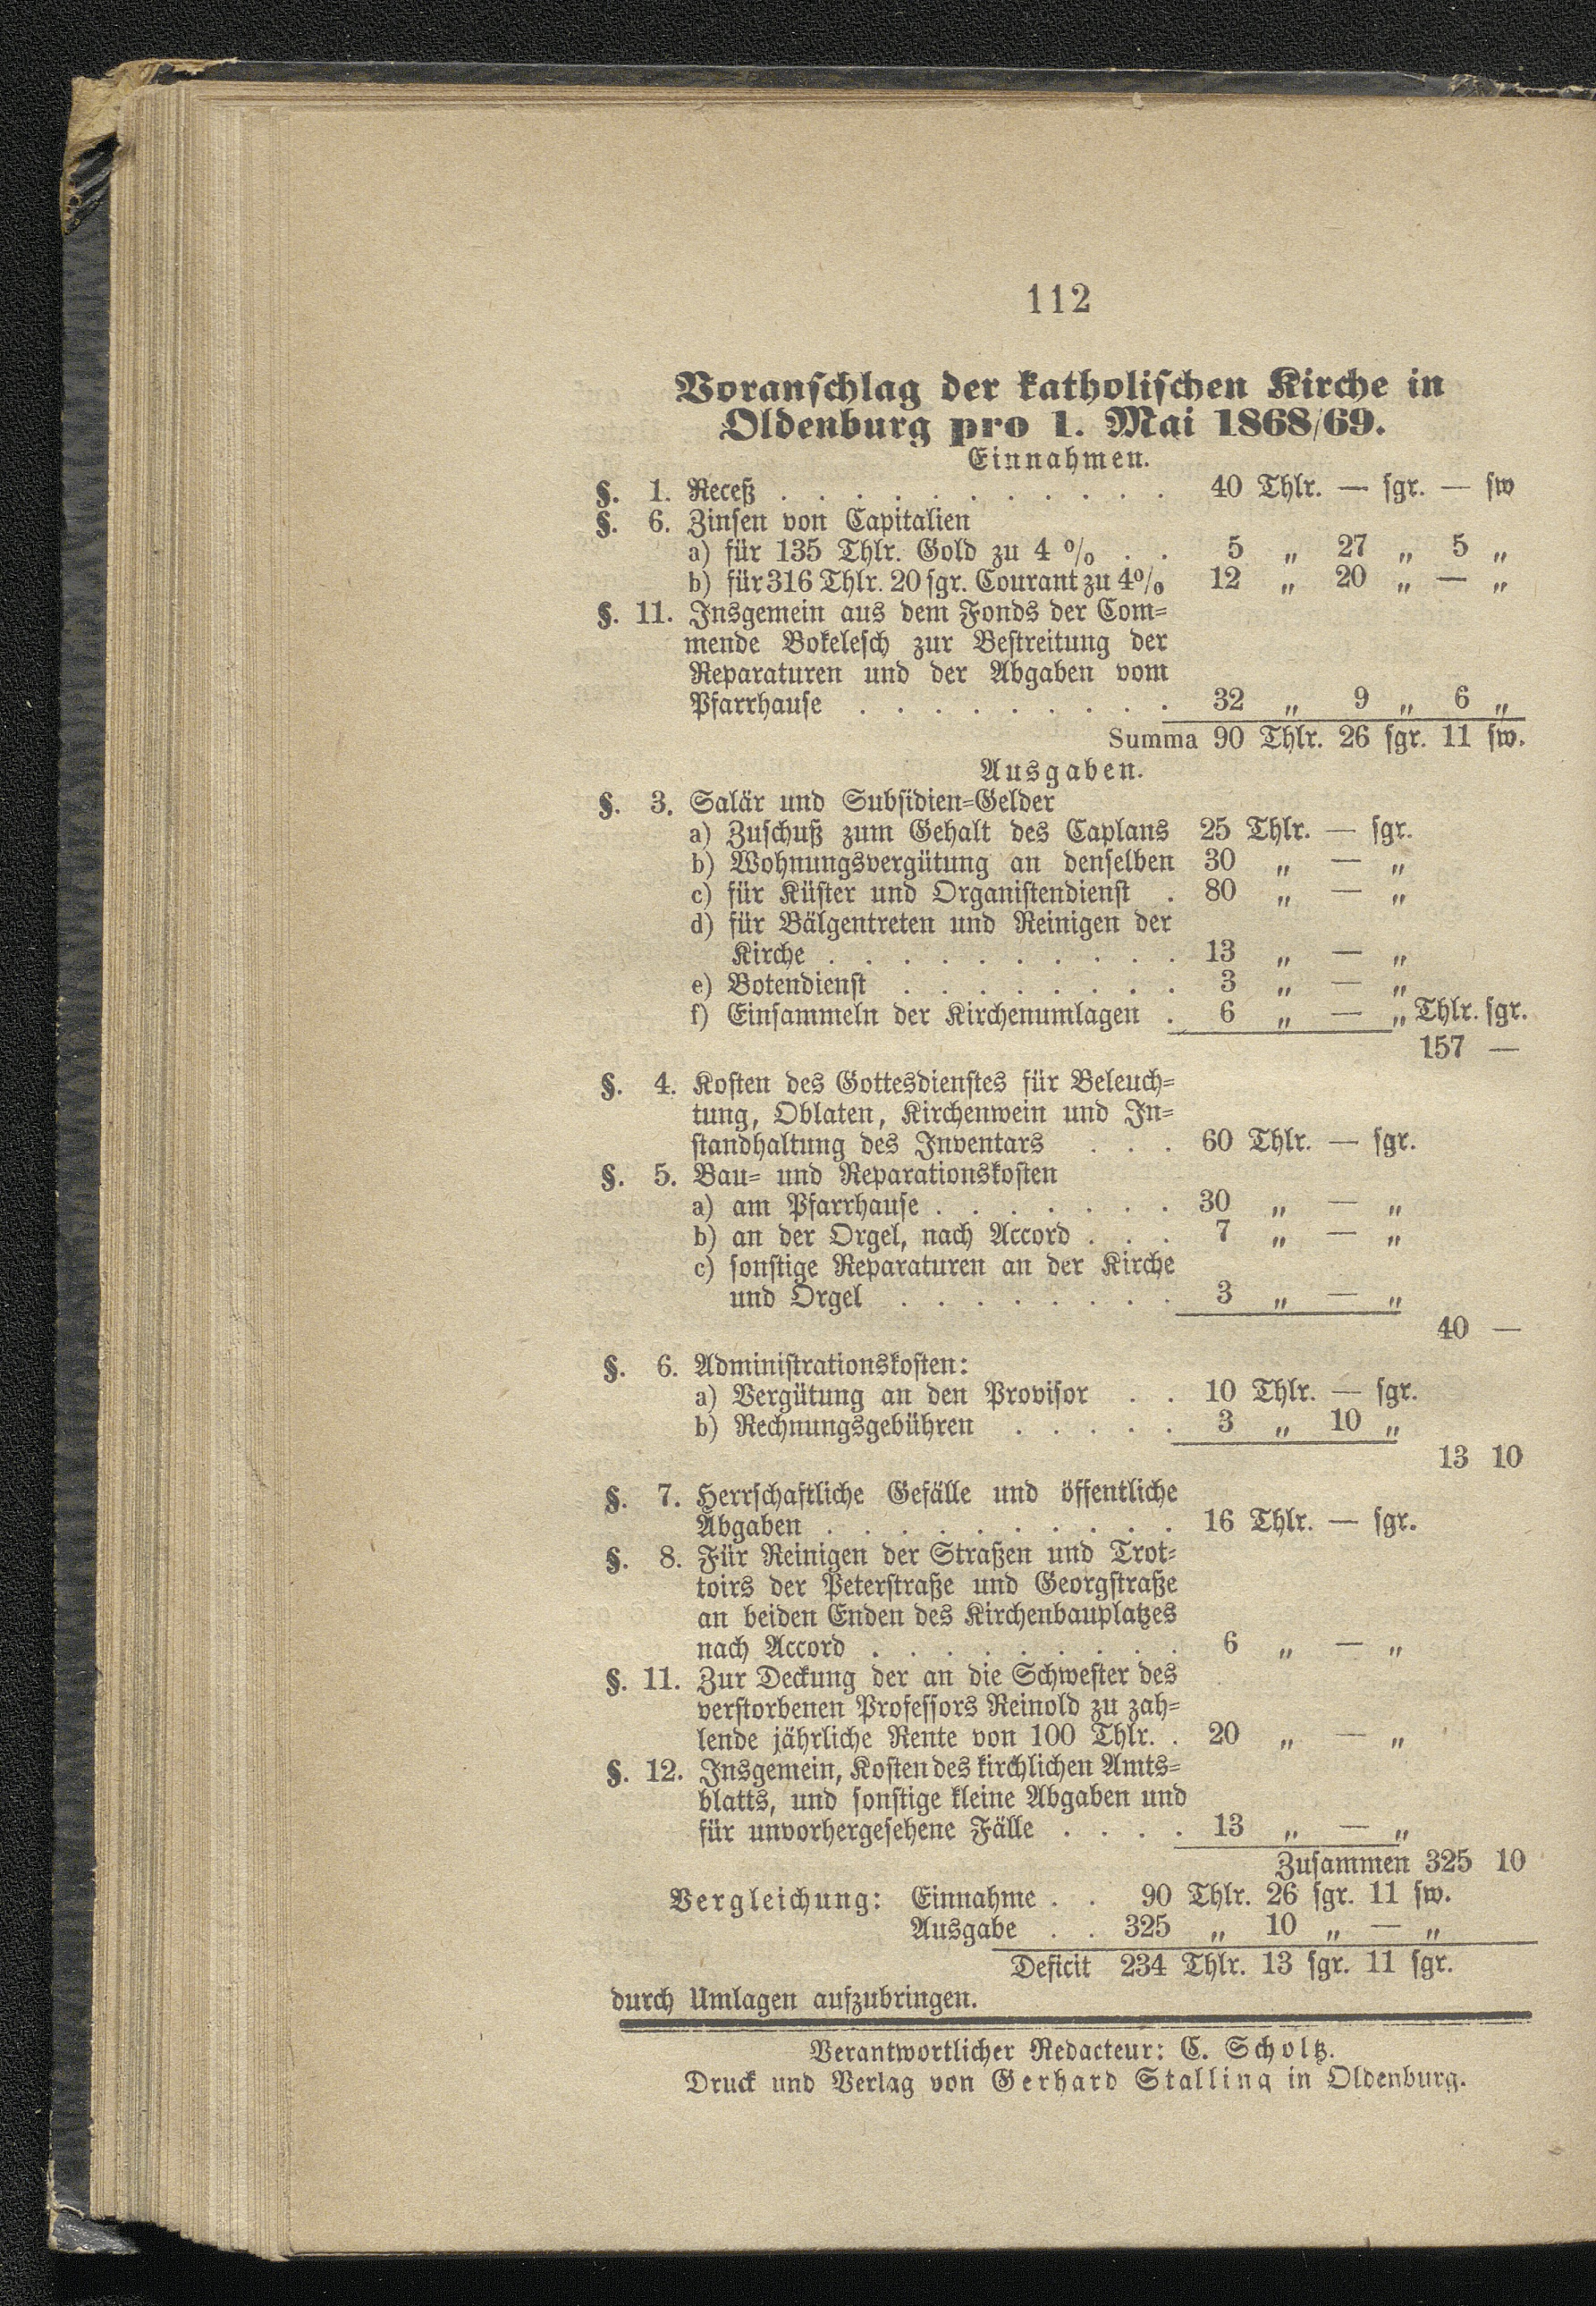 112
Voranschlag der katholischen Kirche in
Oldenburg pro 1. Mai 1868/69.
Einnahmen.
§. 1. Receß . . . . . . . . . . . 40 Thlr. — sgr. — sw
§. 6. Zinsen von Capitalien
a) für 135 Thlr. Gold zu 4 % . . 5 „ 27 „ 5 „
b) für 316 Thlr. 20 sgr. Courant zu 4% 12 „ 20 „ — „
§. 11. Insgemein aus dem Fonds der Com-
mende Bokelesch zur Bestreitung der
Reparaturen und der Abgaben vom
Pfarrhause . . . . . . . . . 32 „ 9 „ 6 „
Summa 90 Thlr. 26 sgr. 11 sw.
Ausgaben.
§. 3. Salär und Subsidien-Gelder
a) Zuschuß zum Gehalt des Caplans 25 Thlr. — sgr.
b) Wohnungsvergütung an denselben 30 „ — „
c) für Küster und Organistendienst . 80 „ — „
d) für Bälgentreten und Reinigen der
Kirche . . . . . . . . . . 13 „ — „
e) Botendienst . . . . . . . . 3 „ — „
f) Einsammeln der Kirchenumlagen . 6 „ — „ Thlr. sgr.
157 —
§. 4. Kosten des Gottesdienstes für Beleuch-
tung, Oblaten, Kirchenwein und In-
standhaltung des Inventars . . . 60 Thlr. — sgr.
§. 5. Bau- und Reparationskosten
a) am Pfarrhause . . . . . . . 30 „ — „
b) an der Orgel, nach Accord . . . 7 „ — „
c) sonstige Reparaturen an der Kirche
und Orgel . . . . . . . . 3 „ — „
40 —
§. 6. Administrationskosten:
a) Vergütung an den Provisor . . 10 Thlr. — sgr.
b) Rechnungsgebühren . . . . . 3 „ 10 „
13 10
§. 7. Herrschaftliche Gefälle und öffentliche
Abgaben . . . . . . . . . . 16 Thlr. — sgr.
§. 8. Für Reinigen der Straßen und Trot-
toirs der Peterstraße und Georgstraße
an beiden Enden des Kirchenbauplatzes
nach Accord . . . . . . . . . 6 „ — „
§. 11. Zur Deckung der an die Schwester des
verstorbenen Professors Reinold zu zah-
lende jährliche Rente von 100 Thlr. . 20 „ — „
§. 12. Insgemein, Kosten des kirchlichen Amts-
blatts, und sonstige kleine Abgaben und
für unvorhergesehene Fälle . . . . 13 „ — „
Zusammen 325 10
Vergleichung: Einnahme . . 90 Thlr. 26 sgr. 11 sw.
Ausgabe . . 325 „ 10 „ — „
Deficit 234 Thlr. 13 sgr. 11 sgr.
durch Umlagen aufzubringen.
Verantwortlicher Redacteur: C. Scholtz.
Druck und Verlag von Gerhard Stalling in Oldenburg.